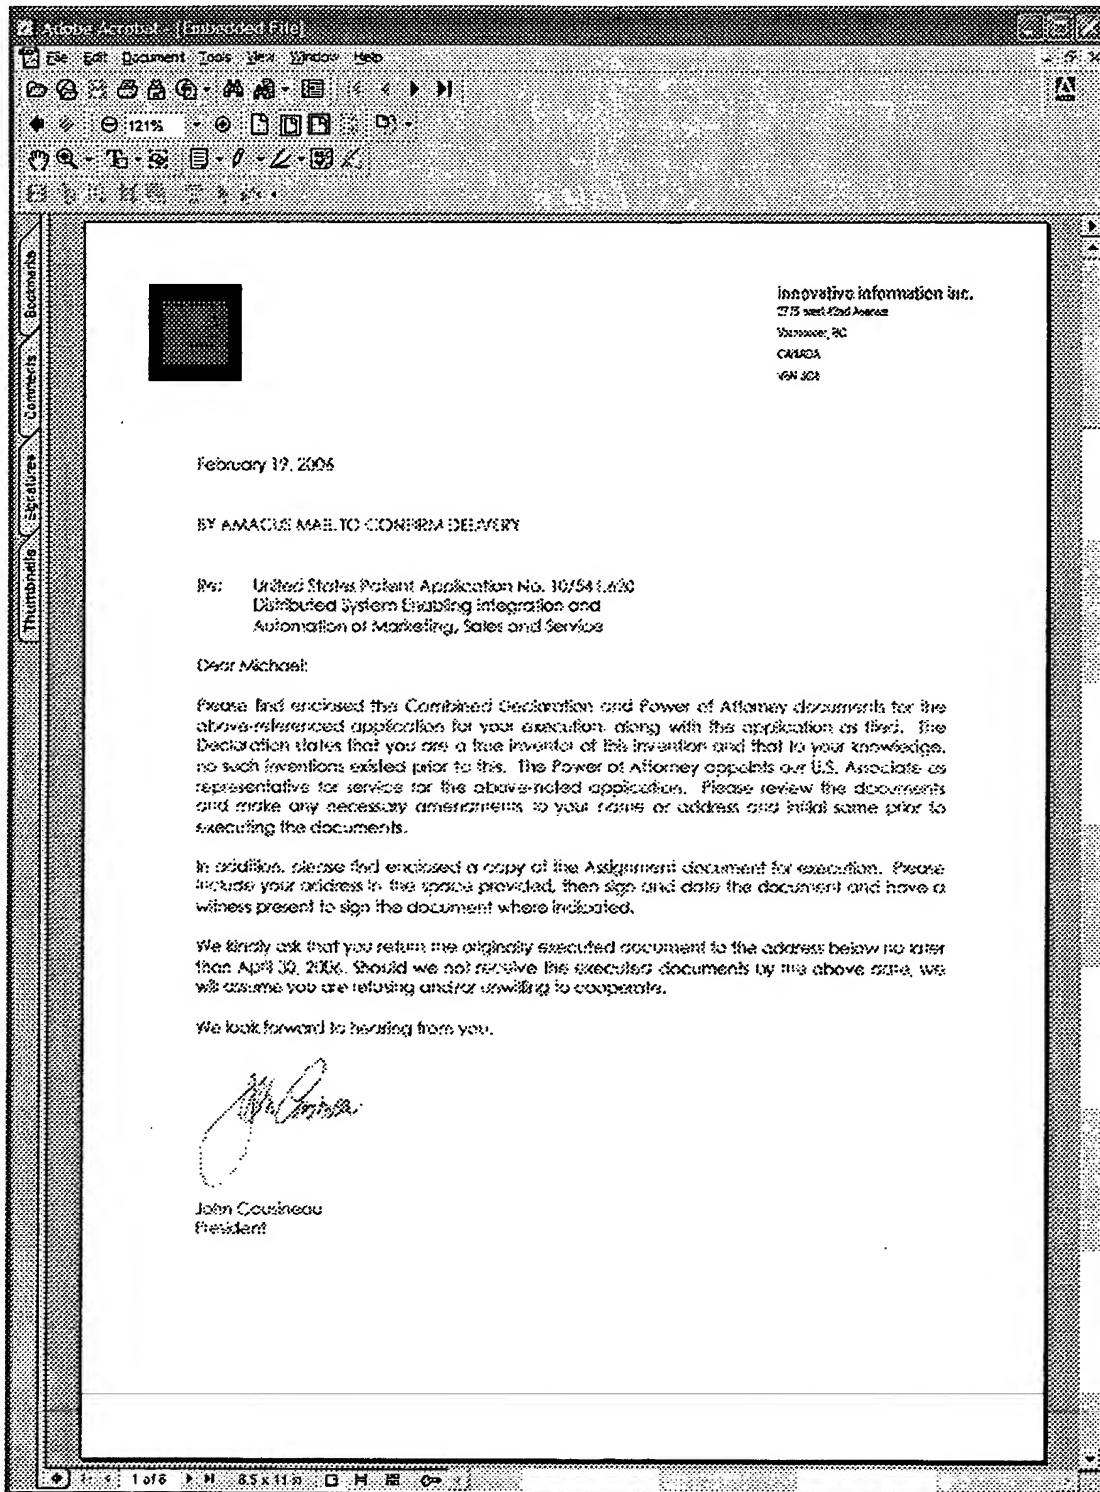 Adobe Acrobat - [Embedded File]
File Edit Document Tools View Window Help
121%
Bookmarks
Comments
Signatures
Thumbnails
innovative information inc.
Vancouver, BC
CANADA
February 19, 2006
BY AMACUS MAIL TO CONFIRM DELIVERY
Re: United States Patent Application No.
Distributed System Enabling Integration and
Automation of Marketing, Sales and Service
Dear Michael:
Please find enclosed the Combined Declaration and Power of Attorney documents for the
above-referenced application for your execution, along with the application as filed. The
Declaration states that you are a true inventor of this invention and that to your knowledge,
no such inventions existed prior to this. The Power of Attorney appoints our U.S. Associate as
representative for service for the above-noted application. Please review the documents
and make any necessary amendments to your name or address and initial same prior to
executing the documents.
In addition, please find enclosed a copy of the Assignment document for execution. Please
include your address in the space provided, then sign and date the document and have a
witness present to sign the document where indicated.
We kindly ask that you return the originally executed document to the address below no later
than April 30, 2006. Should we not receive the executed documents by the above date, we
will assume you are refusing and/or unwilling to cooperate.
We look forward to hearing from you.
John Cousineau
President
1 of 6 8.5 x 11 in